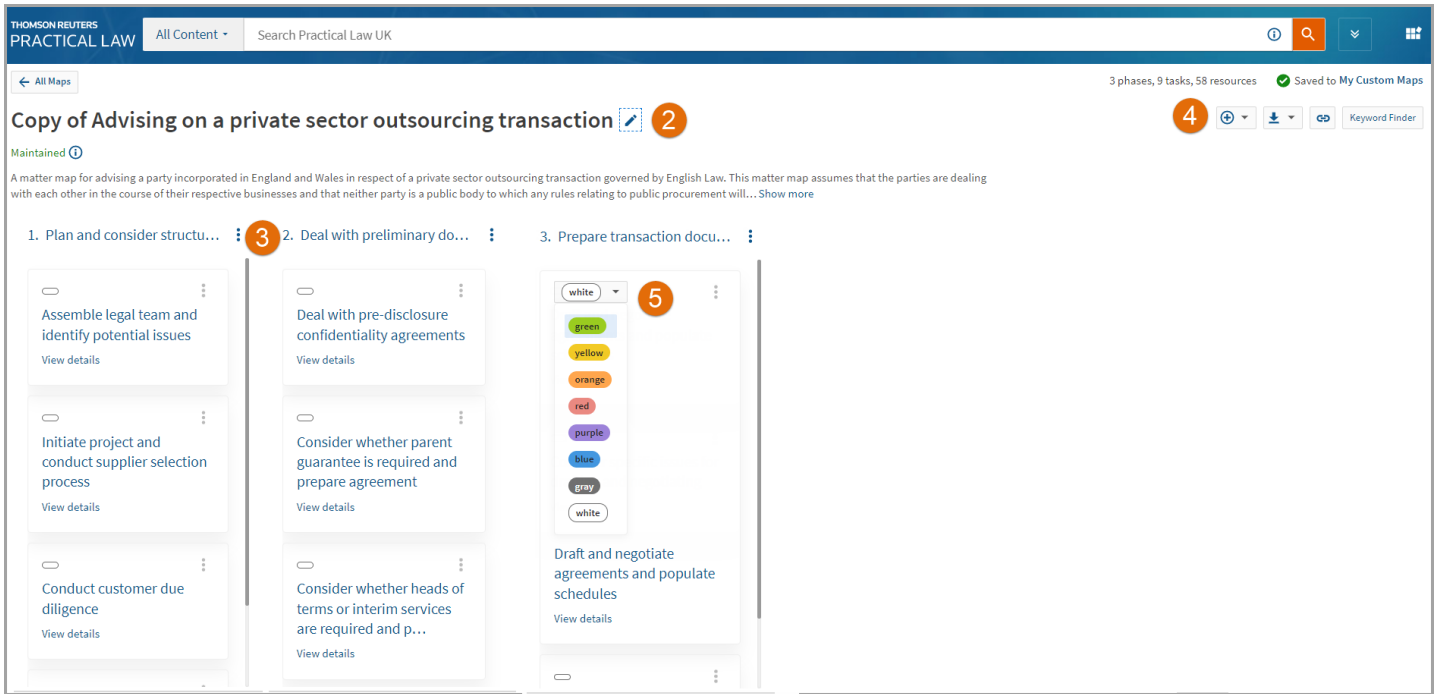 THOMSON REUTERS
PRACTICAL LAW
All Content
Search Practical Law UK
All Maps
3 phases, 9 tasks, 58 resources
Saved to My Custom Maps
Copy of Advising on a private sector outsourcing transaction
2
4
Keyword Finder
Maintained
A matter map for advising a party incorporated in England and Wales in respect of a private sector outsourcing transaction governed by English Law. This matter map assumes that the parties are dealing
with each other in the course of their respective businesses and that neither party is a public body to which any rules relating to public procurement will... Show more
1. Plan and consider structu...
3
Assemble legal team and
identify potential issues
View details
Initiate project and
conduct supplier selection
process
View details
Conduct customer due
diligence
View details
2. Deal with preliminary do...
Deal with pre-disclosure
confidentiality agreements
View details
Consider whether parent
guarantee is required and
prepare agreement
View details
Consider whether heads of
terms or interim services
are required and p...
View details
3. Prepare transaction docu...
white
5
green
yellow
orange
red
purple
blue
gray
white
Draft and negotiate
agreements and populate
schedules
View details